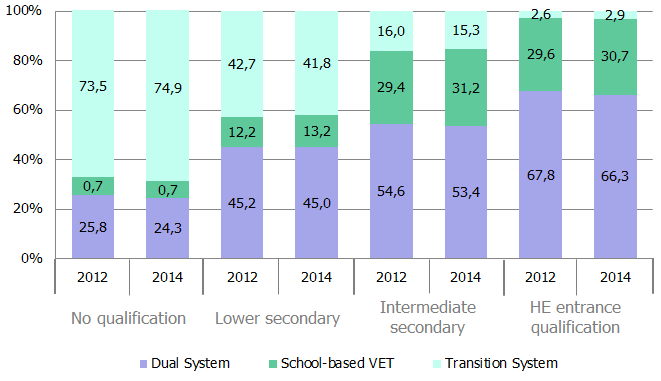 100%
80%
60%
40%
20%
0%
73,5 74,9 42,7 41,8 16,0 15,3 2,6 2,9
0,7 0,7 12,2 13,2 29,4 31,2 29,6 30,7
25,8 24,3 45,2 45,0 54,6 53,4 67,8 66,3
2012 2014 2012 2014 2012 2014 2012 2014
No qualification
Lower secondary
Intermediate
secondary
HE entrance
qualification
Dual System School-based VET Transition System